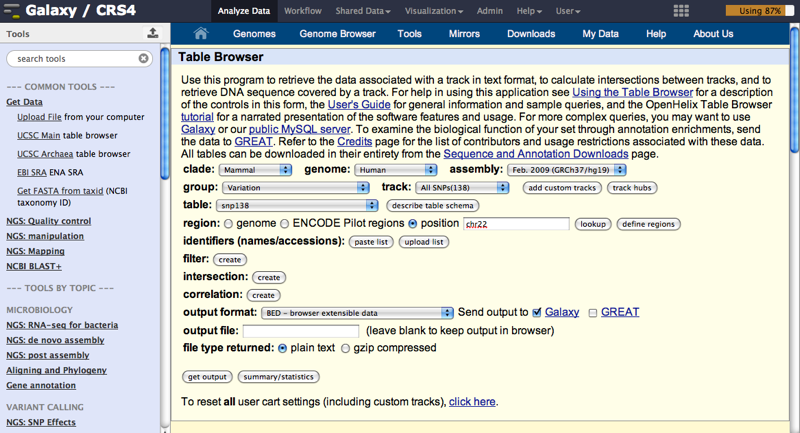 Galaxy / CRS4
Analyze Data Workflow Shared Data Visualization Admin Help User
Using 87%
Tools
search tools
--- COMMON TOOLS ---
Get Data
Upload File from your computer
UCSC Main table browser
UCSC Archaea table browser
EBI SRA ENA SRA
Get FASTA from taxid (NCBI
taxonomy ID)
NGS: Quality control
NGS: manipulation
NGS: Mapping
NCBI BLAST+
--- TOOLS BY TOPIC ---
MICROBIOLOGY
NGS: RNA-seq for bacteria
NGS: de novo assembly
NGS: post assembly
Aligning and Phylogeny
Gene annotation
VARIANT CALLING
NGS: SNP Effects
Genomes Genome Browser Tools Mirrors Downloads My Data Help About Us
Table Browser
Use this program to retrieve the data associated with a track in text format, to calculate intersections between tracks, and to
retrieve DNA sequence covered by a track. For help in using this application see Using the Table Browser for a description
of the controls in this form, the User's Guide for general information and sample queries, and the OpenHelix Table Browser
tutorial for a narrated presentation of the software features and usage. For more complex queries, you may want to use
Galaxy or our public MySQL server. To examine the biological function of your set through annotation enrichments, send
the data to GREAT. Refer to the Credits page for the list of contributors and usage restrictions associated with these data.
All tables can be downloaded in their entirety from the Sequence and Annotation Downloads page.
clade: Mammal genome: Human assembly: Feb. 2009 (GRCh37/hg19)
group: Variation track: All SNPs(138) add custom tracks track hubs
table: snp138 describe table schema
region: genome ENCODE Pilot regions position chr22 lookup define regions
identifiers (names/accessions): paste list upload list
filter: create
intersection: create
correlation: create
output format: BED - browser extensible data Send output to Galaxy GREAT
output file: (leave blank to keep output in browser)
file type returned: plain text gzip compressed
get output summary/statistics
To reset all user cart settings (including custom tracks), click here.